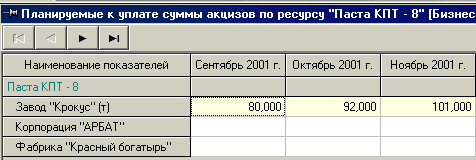 Планируемые к уплате суммы акцизов по ресурсу "Паста КПТ - 8" [Бизнес
Наименование показателей Сентябрь 2001 г. Октябрь 2001 г. Ноябрь 2001 г.
Паста КПТ - 8
Завод "Крокус" (т) 80,000 92,000 101,000
Корпорация "АРБАТ"
Фабрика "Красный богатырь"